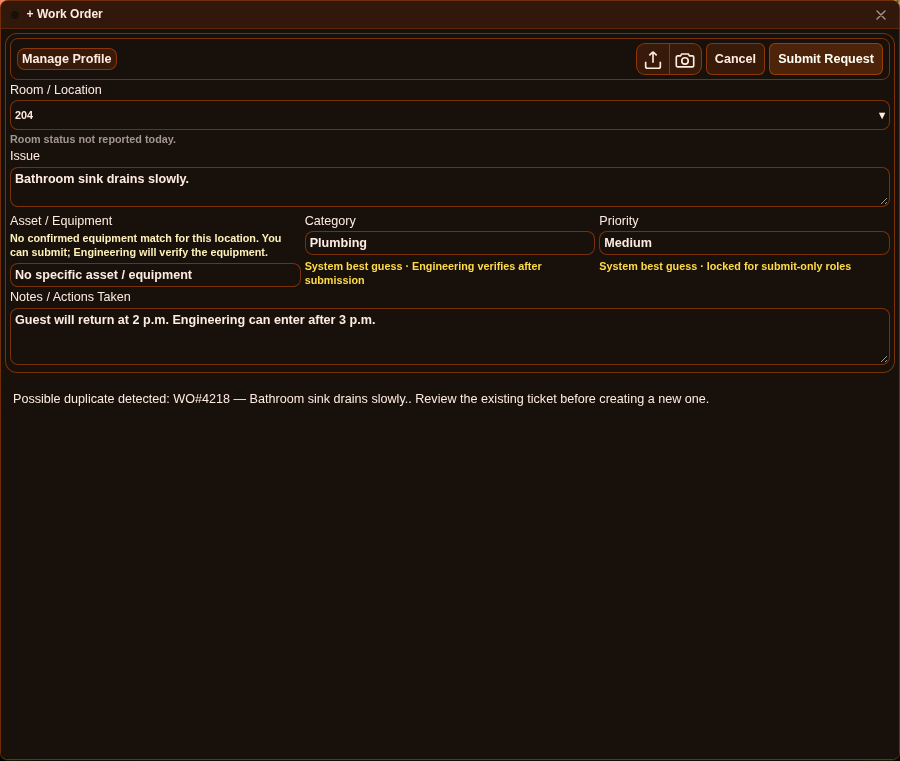 + Work Order
Manage Profile
Cancel
Submit Request
Room / Location
204
Room status not reported today.
Issue
Bathroom sink drains slowly.
Asset / Equipment
No confirmed equipment match for this location. You
can submit; Engineering will verify the equipment.
No specific asset / equipment
Category
Plumbing
System best guess · Engineering verifies after
submission
Priority
Medium
System best guess · locked for submit-only roles
Notes / Actions Taken
Guest will return at 2 p.m. Engineering can enter after 3 p.m.
Possible duplicate detected: WO#4218 — Bathroom sink drains slowly.. Review the existing ticket before creating a new one.